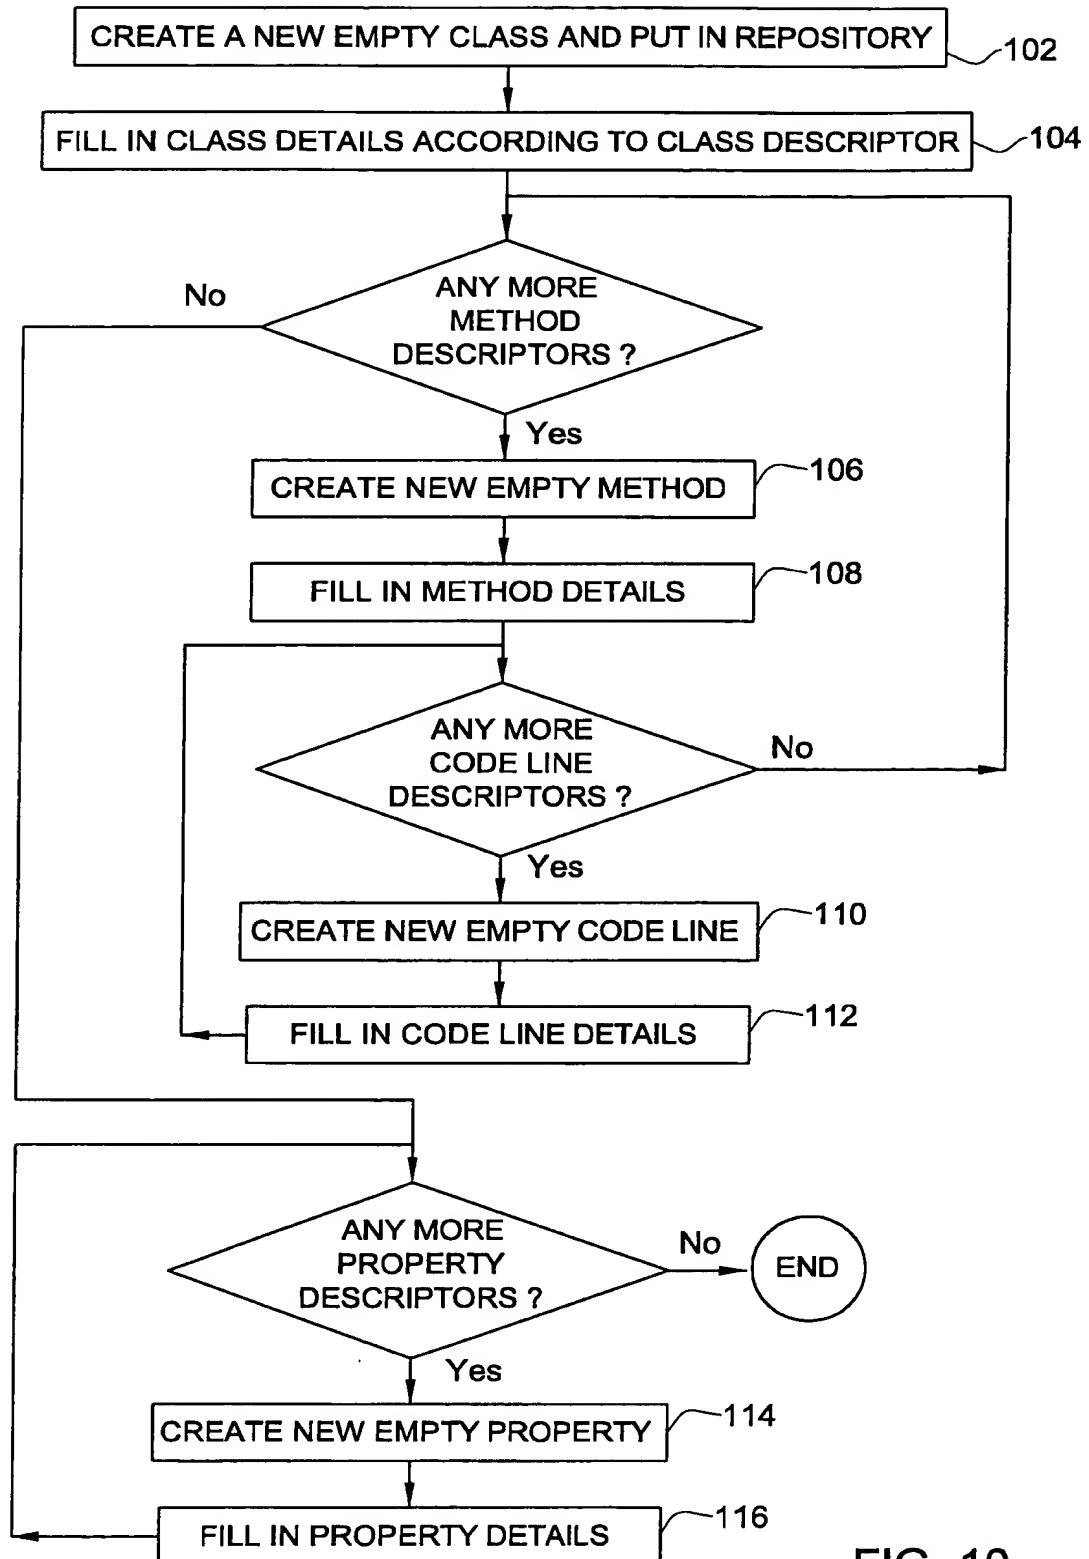 CREATE A NEW EMPTY CLASS AND PUT IN REPOSITORY
102
FILL IN CLASS DETAILS ACCORDING TO CLASS DESCRIPTOR
104
No
ANY MORE
METHOD
DESCRIPTORS ?
Yes
CREATE NEW EMPTY METHOD
106
FILL IN METHOD DETAILS
108
ANY MORE
CODE LINE
DESCRIPTORS ?
No
Yes
CREATE NEW EMPTY CODE LINE
110
FILL IN CODE LINE DETAILS
112
ANY MORE
PROPERTY
DESCRIPTORS ?
No
END
Yes
CREATE NEW EMPTY PROPERTY
114
FILL IN PROPERTY DETAILS
116
FIG. 10